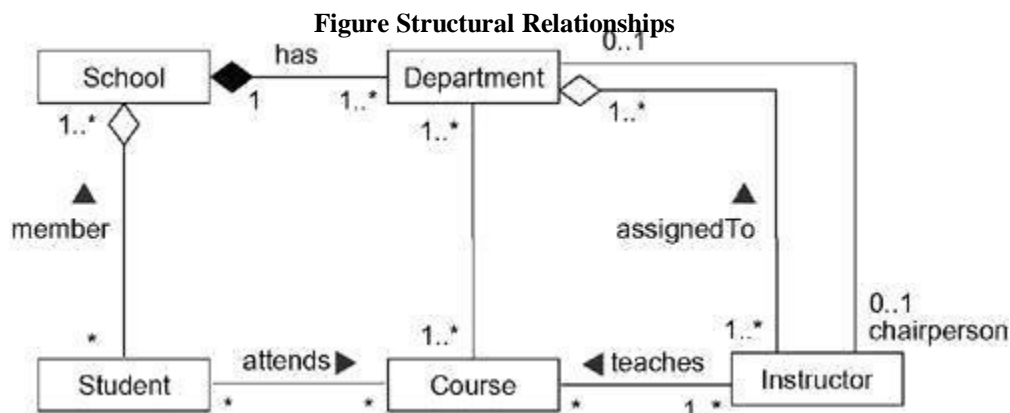 Figure Structural Relationships
0..1
has
School
Department
1
1..*
1..*
1..*
1..*
member
assignedTo
0..1
chairperson
*
1..*
1..*
attends
teaches
Student
Course
Instructor
*
*
*
1..*